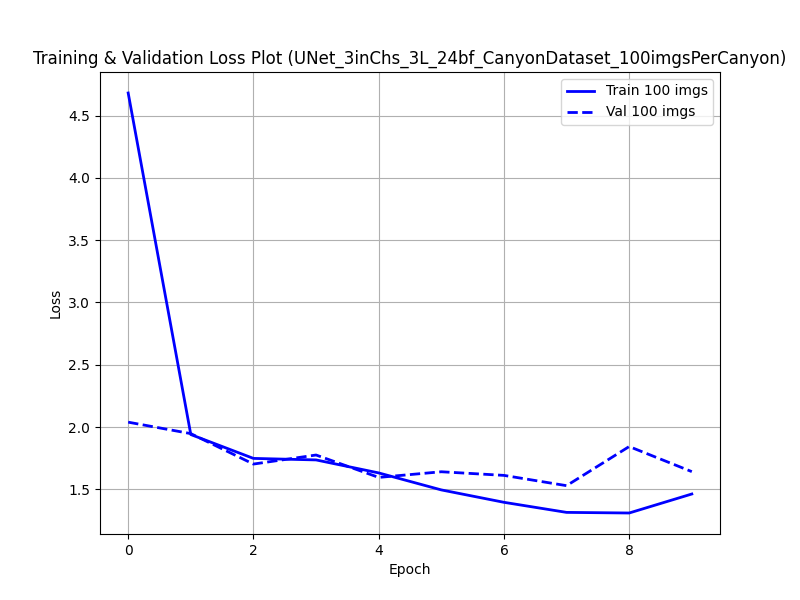 Training & Validation Loss Plot (UNet_3inChs_3L_24bf_CanyonDataset_100imgsPerCanyon)
Train 100 imgs
Val 100 imgs
4.5
4.0
3.5
3.0
2.5
2.0
1.5
Loss
0 2 4 6 8
Epoch